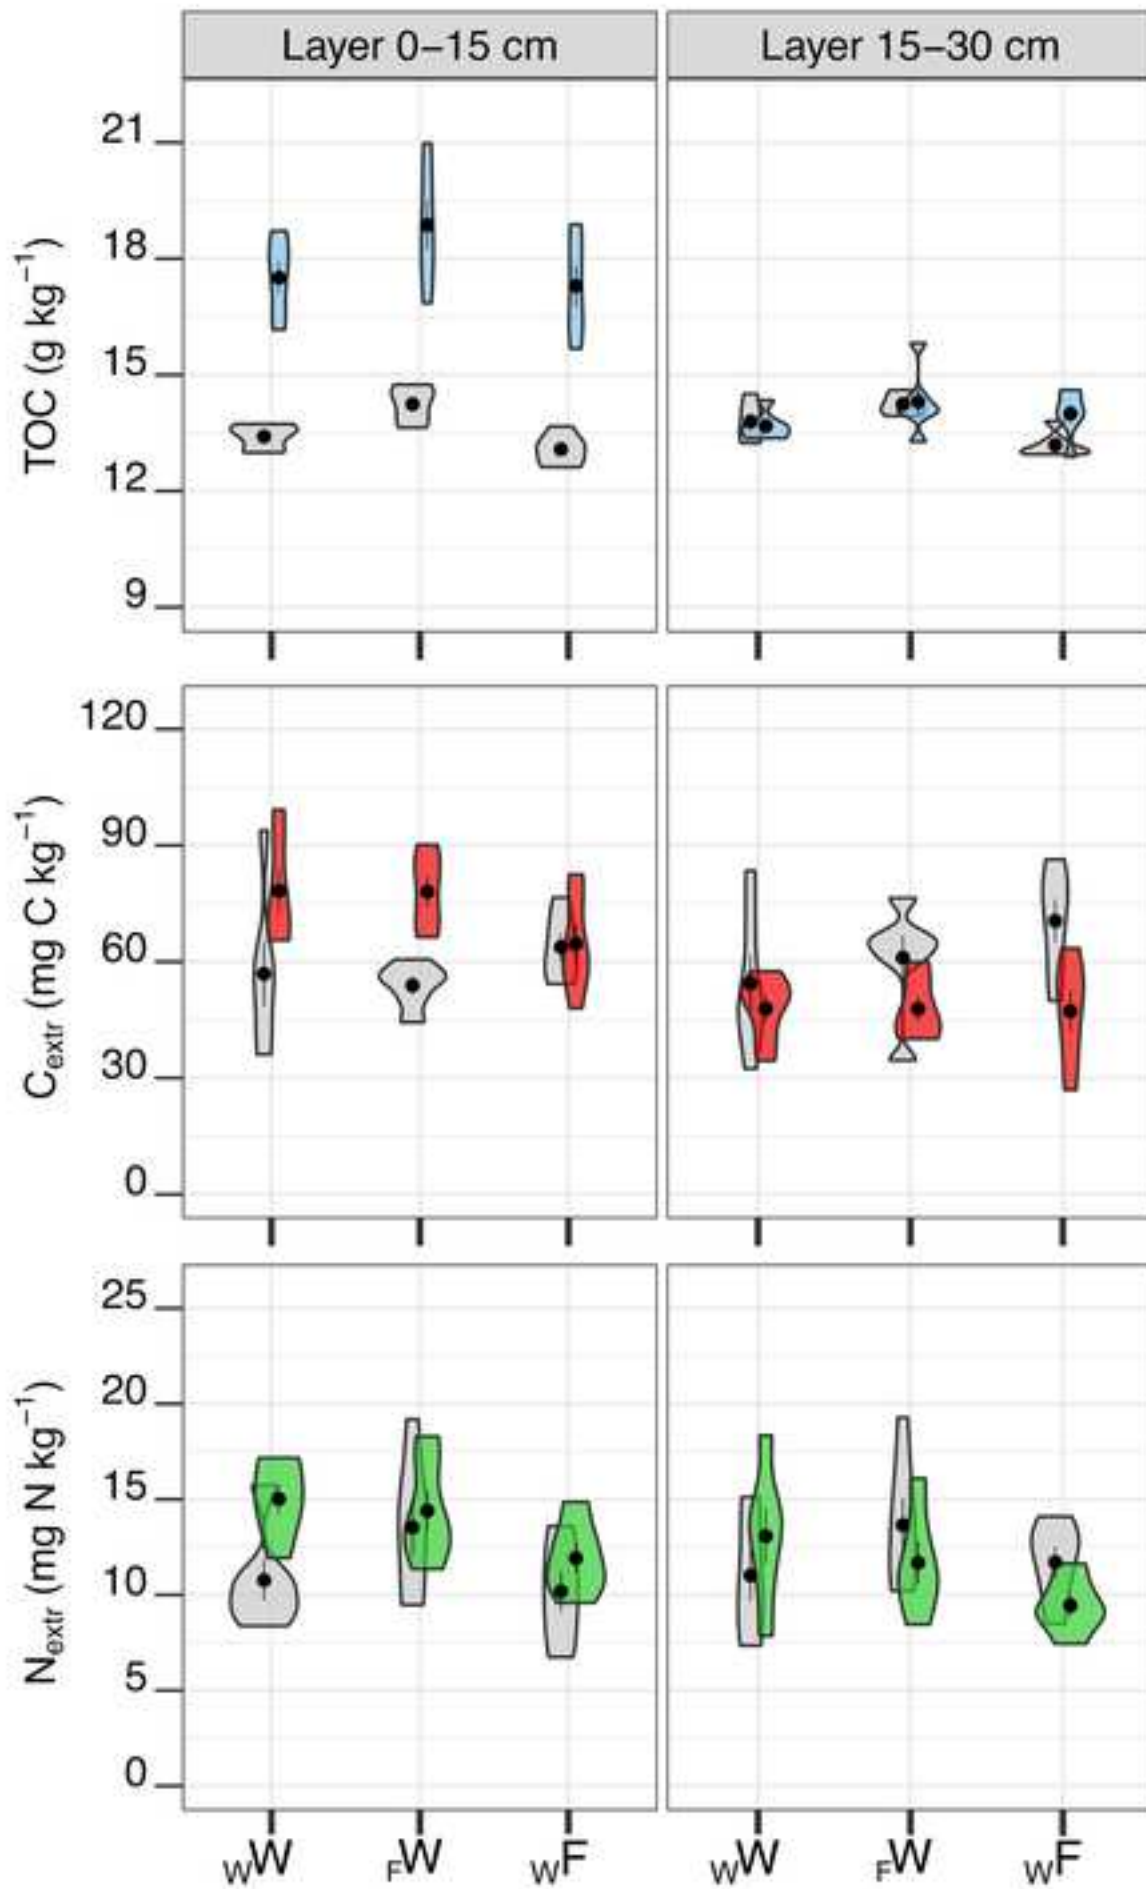 Layer 0–15 cm
Layer 15–30 cm
TOC (g kg⁻¹)
21
18
15
12
9
C_extr (mg C kg⁻¹)
120
90
60
30
0
N_extr (mg N kg⁻¹)
25
20
15
10
5
0
WW
FW
WF
WW
FW
WF